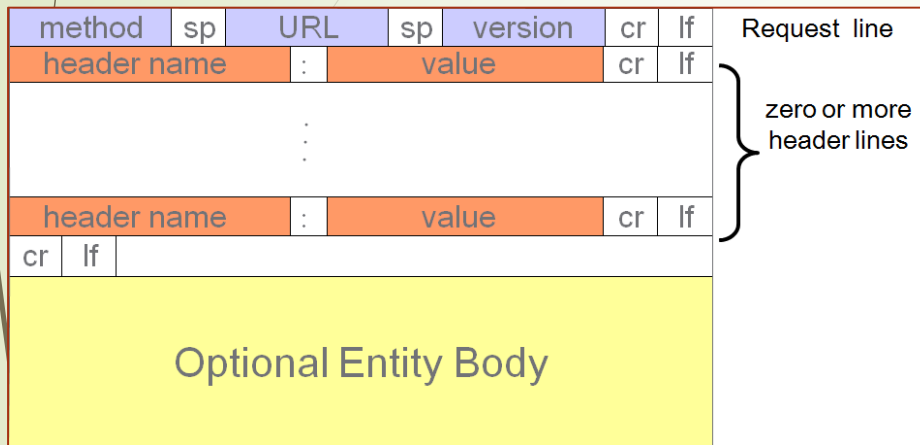 method sp URL sp version cr lf Request line
header name : value cr lf
zero or more
header lines
:
header name : value cr lf
cr lf
Optional Entity Body